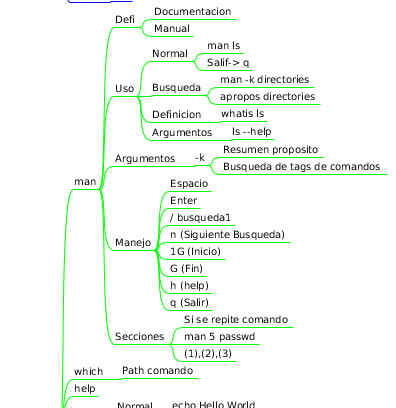 Defi
Documentacion
Manual
Uso
Normal
man ls
Salif-> q
Busqueda
man -k directories
apropos directories
Definicion
whatis ls
Argumentos
ls --help
Argumentos
-k
Resumen proposito
Busqueda de tags de comandos
man
Manejo
Espacio
Enter
/ busqueda1
n (Siguiente Busqueda)
1G (Inicio)
G (Fin)
h (help)
q (Salir)
Secciones
Si se repite comando
man 5 passwd
(1),(2),(3)
which
Path comando
help
Normal
echo Hello World